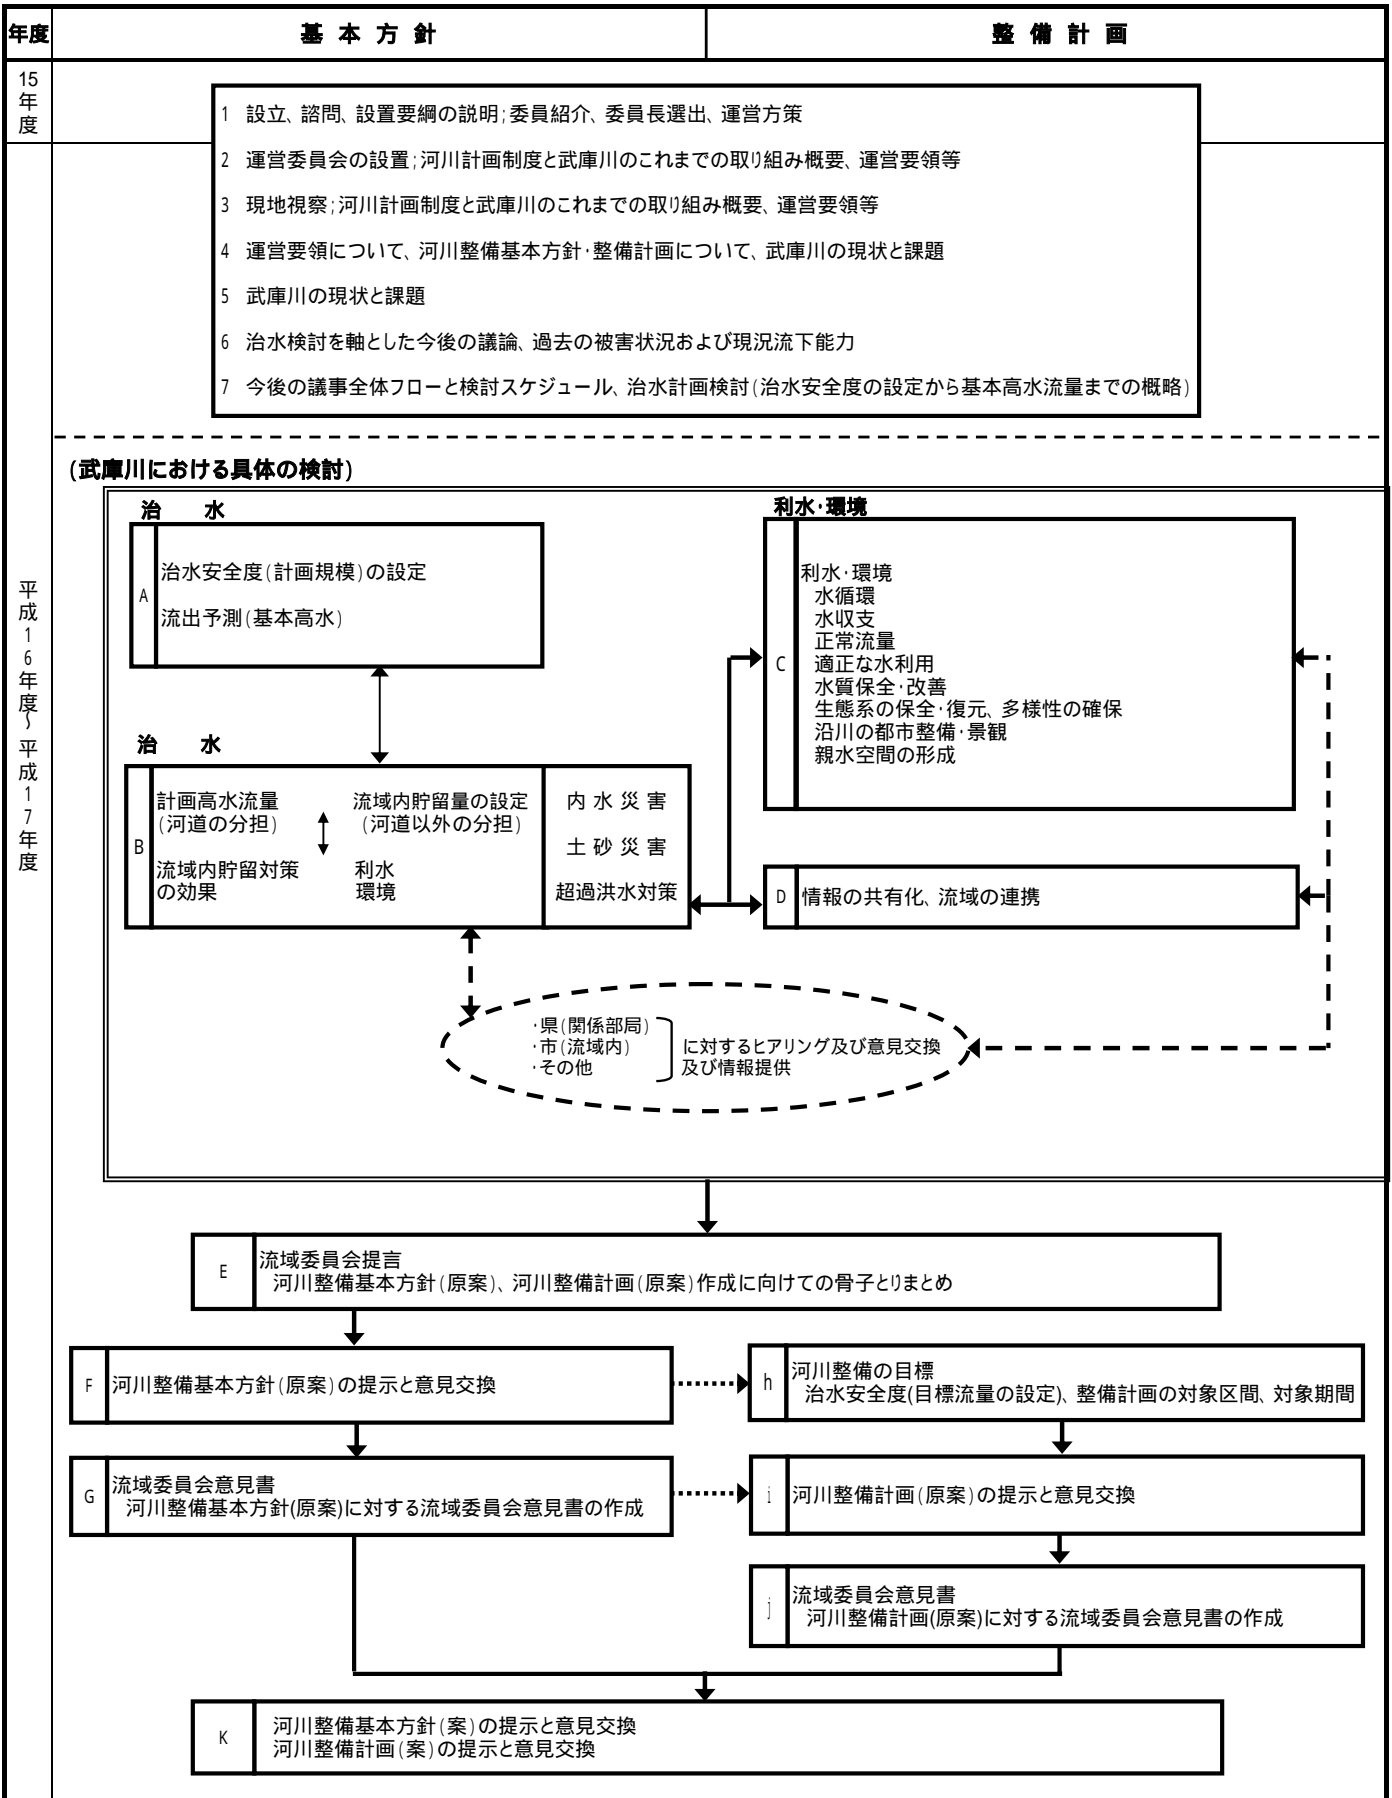 年度
基本方針
整備計画
15年度
1 設立、諮問、設置要綱の説明;委員紹介、委員長選出、運営方策
2 運営委員会の設置;河川計画制度と武庫川のこれまでの取り組み概要、運営要領等
3 現地視察;河川計画制度と武庫川のこれまでの取り組み概要、運営要領等
4 運営要領について、河川整備基本方針・整備計画について、武庫川の現状と課題
5 武庫川の現状と課題
6 治水検討を軸とした今後の議論、過去の被害状況および現況流下能力
7 今後の議事全体フローと検討スケジュール、治水計画検討(治水安全度の設定から基本高水流量までの概略)
平成16年度~平成17年度
(武庫川における具体の検討)
治 水
A
治水安全度(計画規模)の設定
流出予測(基本高水)
利水・環境
C
利水・環境
水循環
水収支
正常流量
適正な水利用
水質保全・改善
生態系の保全・復元、多様性の確保
沿川の都市整備・景観
親水空間の形成
治 水
B
計画高水流量
(河道の分担)
流域内貯留対策
の効果
流域内貯留量の設定
(河道以外の分担)
利水
環境
内水災害
土砂災害
超過洪水対策
D
情報の共有化、流域の連携
・県(関係部局)
・市(流域内)
・その他
に対するヒアリング及び意見交換
及び情報提供
E
流域委員会提言
河川整備基本方針(原案)、河川整備計画(原案)作成に向けての骨子とりまとめ
F
河川整備基本方針(原案)の提示と意見交換
h
河川整備の目標
治水安全度(目標流量の設定)、整備計画の対象区間、対象期間
G
流域委員会意見書
河川整備基本方針(原案)に対する流域委員会意見書の作成
i
河川整備計画(原案)の提示と意見交換
j
流域委員会意見書
河川整備計画(原案)に対する流域委員会意見書の作成
K
河川整備基本方針(案)の提示と意見交換
河川整備計画(案)の提示と意見交換